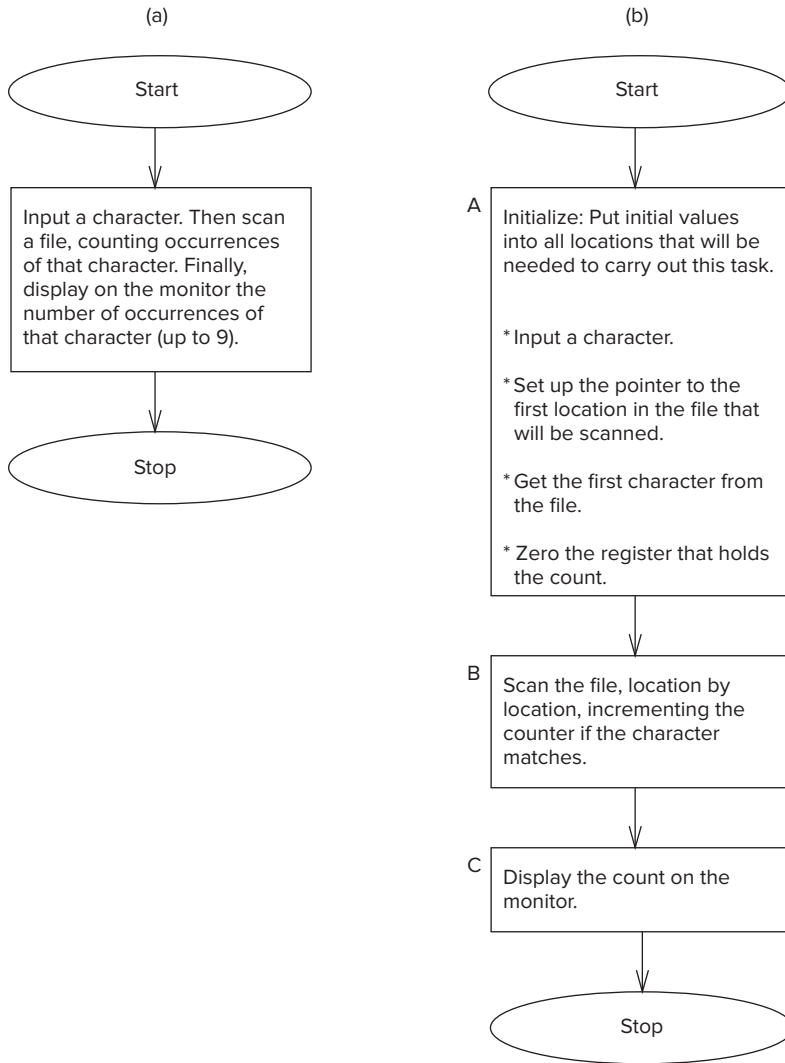 (a)
Start
Input a character. Then scan
a file, counting occurrences
of that character. Finally,
display on the monitor the
number of occurrences of
that character (up to 9).
Stop
(b)
Start
A
Initialize: Put initial values
into all locations that will be
needed to carry out this task.
* Input a character.
* Set up the pointer to the
first location in the file that
will be scanned.
* Get the first character from
the file.
* Zero the register that holds
the count.
B
Scan the file, location by
location, incrementing the
counter if the character
matches.
C
Display the count on the
monitor.
Stop